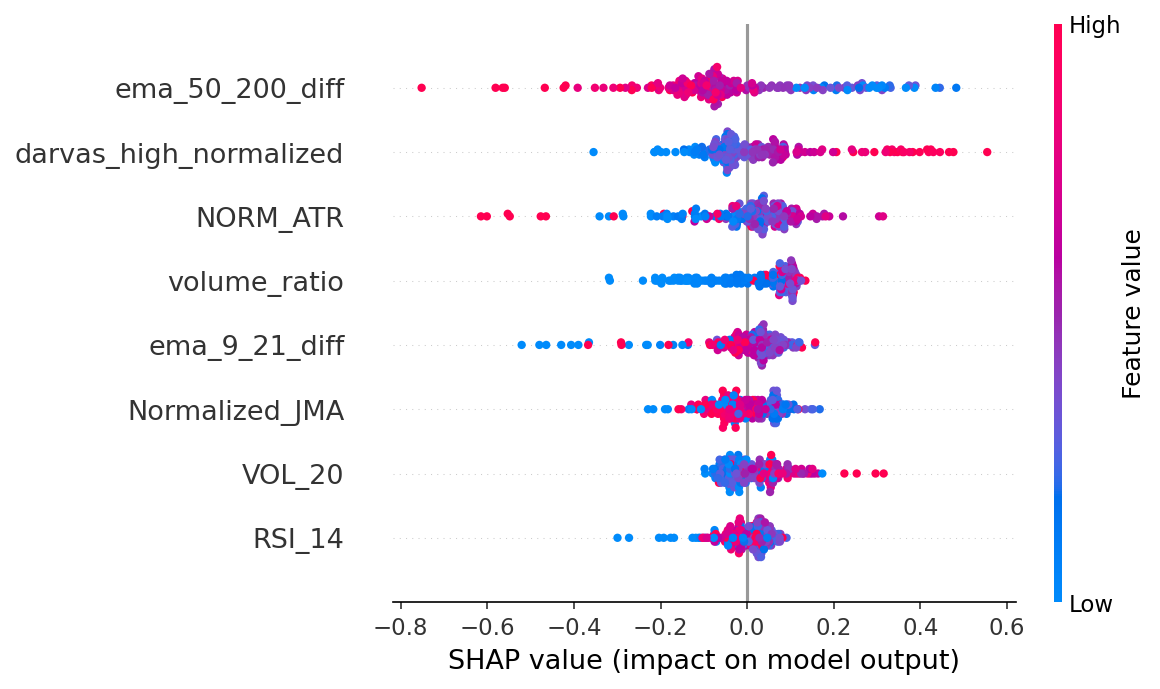 High
ema_50_200_diff
darvas_high_normalized
NORM_ATR
volume_ratio
ema_9_21_diff
Normalized_JMA
VOL_20
RSI_14
Feature value
Low
−0.8 −0.6 −0.4 −0.2 0.0 0.2 0.4 0.6
SHAP value (impact on model output)